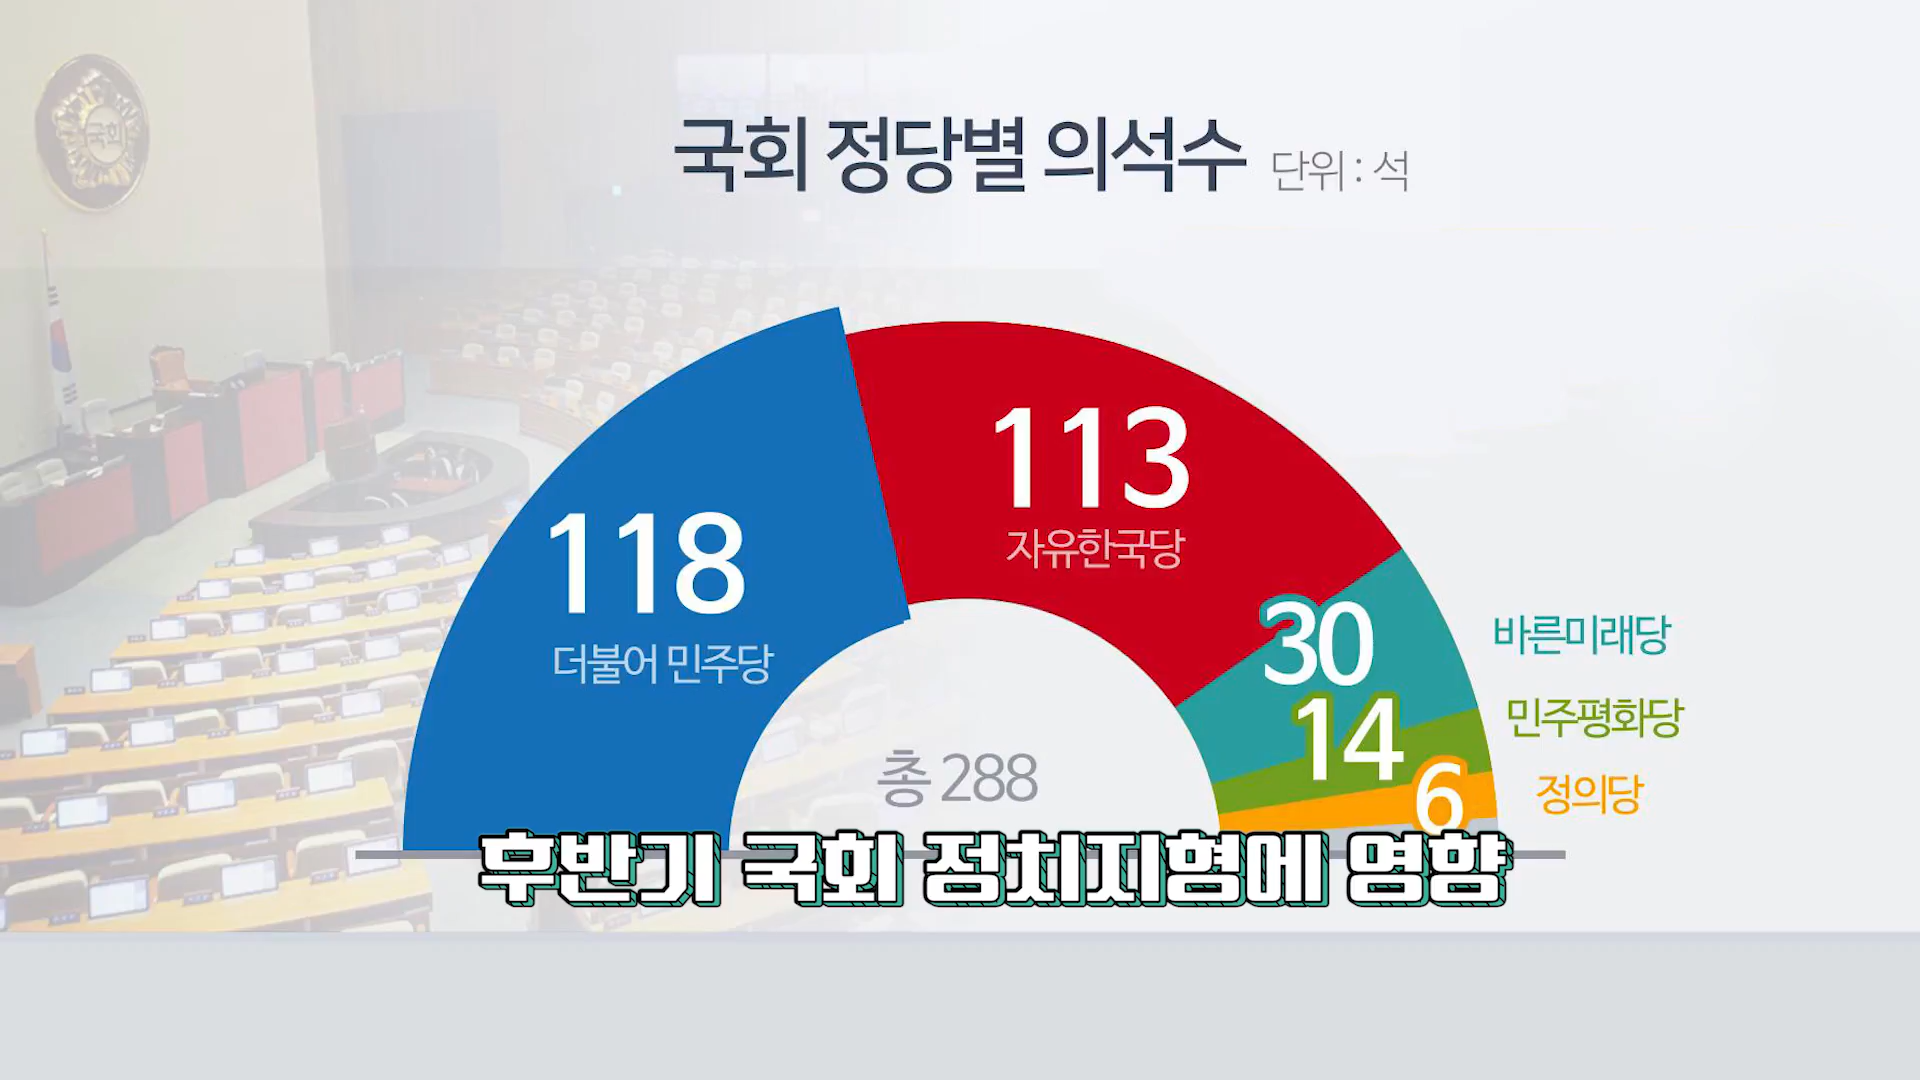 국회
국회 정당별 의석수 단위 : 석
113
자유한국당
118
더불어 민주당
30
바른미래당
14
민주평화당
6
정의당
총 288
후반기 국회 정치지형에 영향